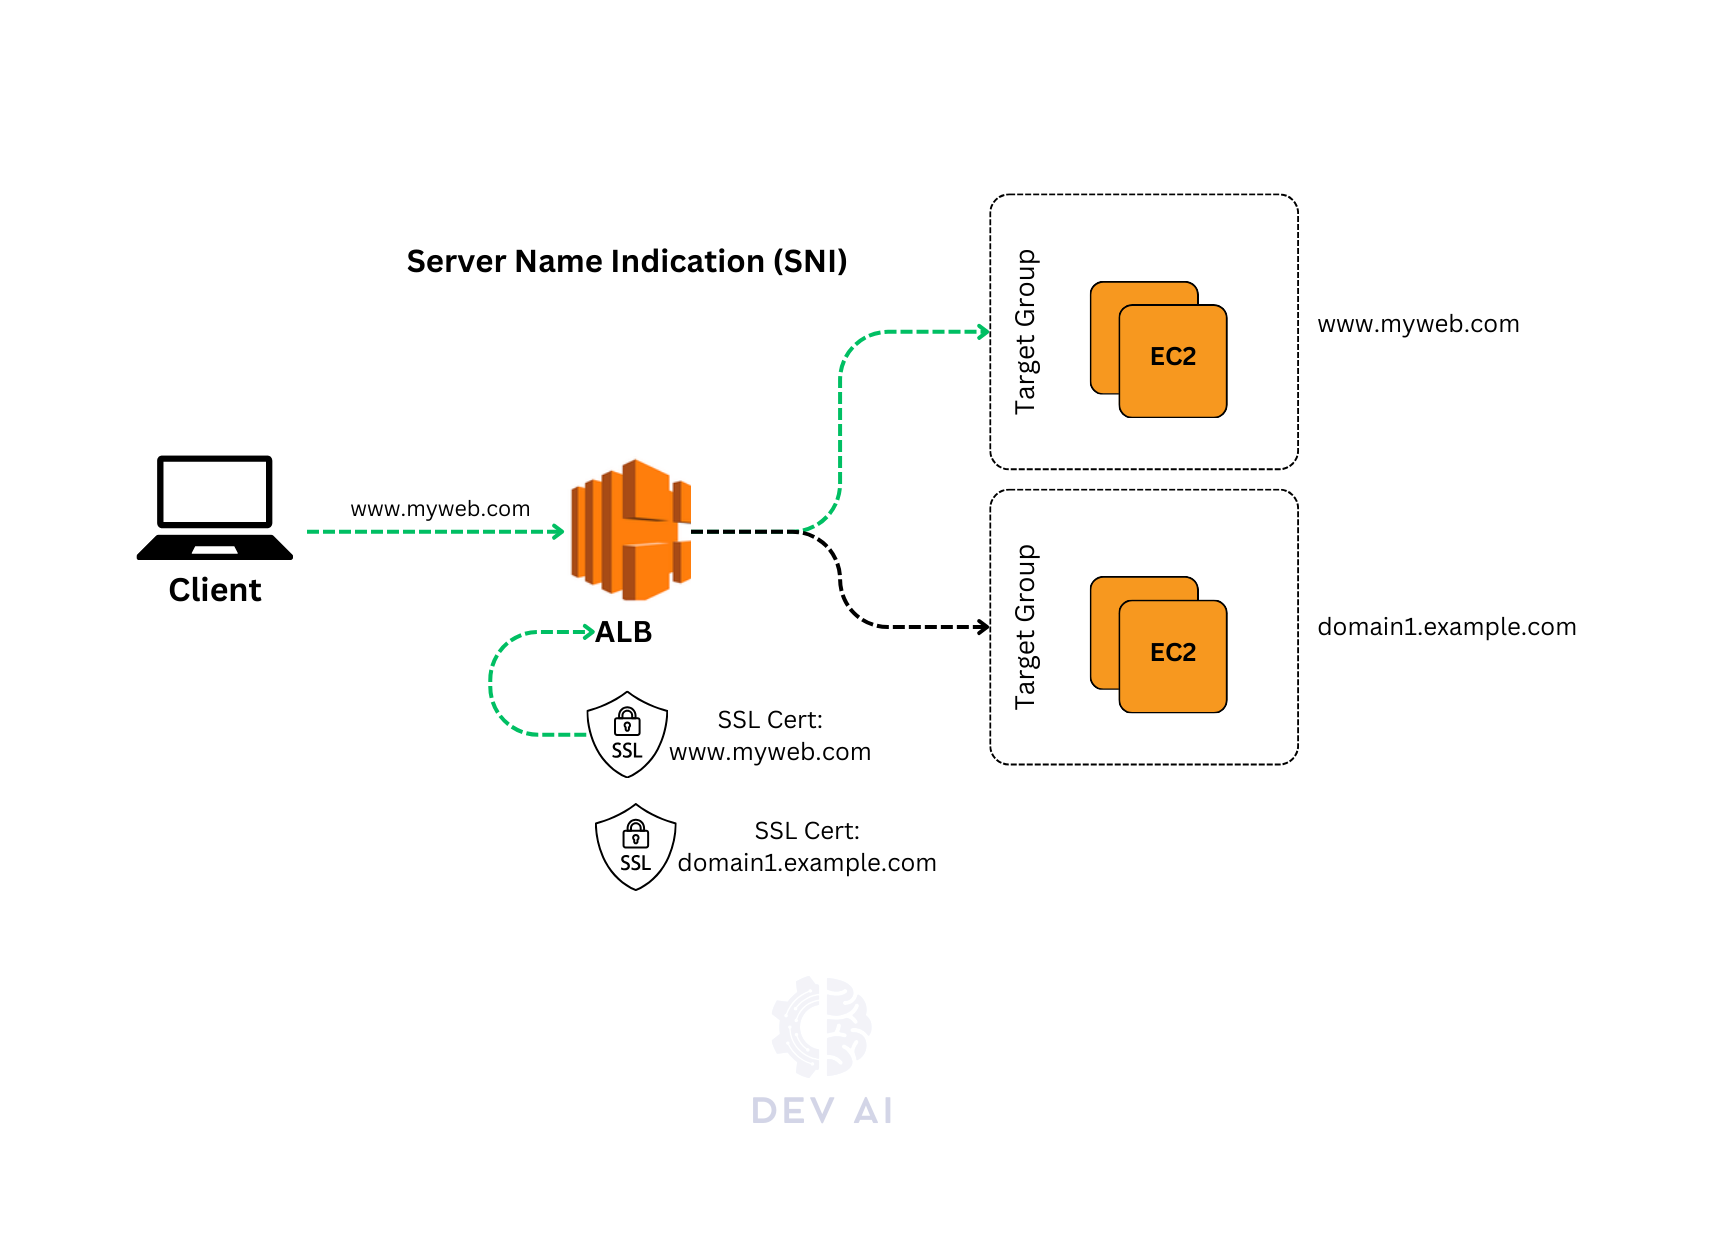 Server Name Indication (SNI)
Target Group
EC2
www.myweb.com
www.myweb.com
Client
ALB
Target Group
EC2
domain1.example.com
SSL
SSL Cert:
www.myweb.com
SSL
SSL Cert:
domain1.example.com
DEV AI